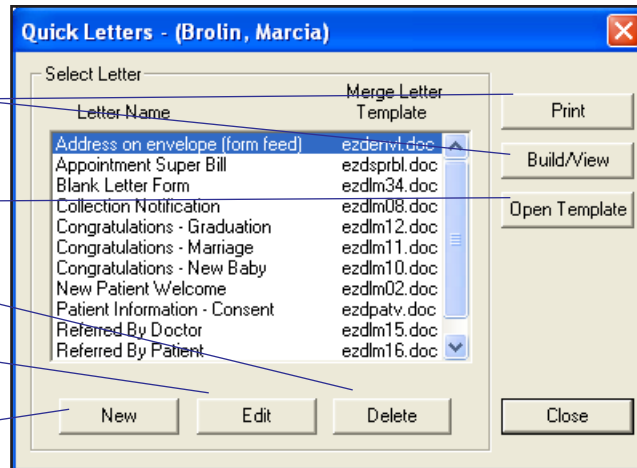 Quick Letters - (Brolin, Marcia)
Select Letter
Letter Name Merge Letter Template
Address on envelope (form feed) ezdenvl.doc
Appointment Super Bill ezdsprbl.doc
Blank Letter Form ezdlm34.doc
Collection Notification ezdlm08.doc
Congratulations - Graduation ezdlm12.doc
Congratulations - Marriage ezdlm11.doc
Congratulations - New Baby ezdlm10.doc
New Patient Welcome ezdlm02.doc
Patient Information - Consent ezdpatv.doc
Referred By Doctor ezdlm15.doc
Referred By Patient ezdlm16.doc
Print
Build/View
Open Template
New Edit Delete Close